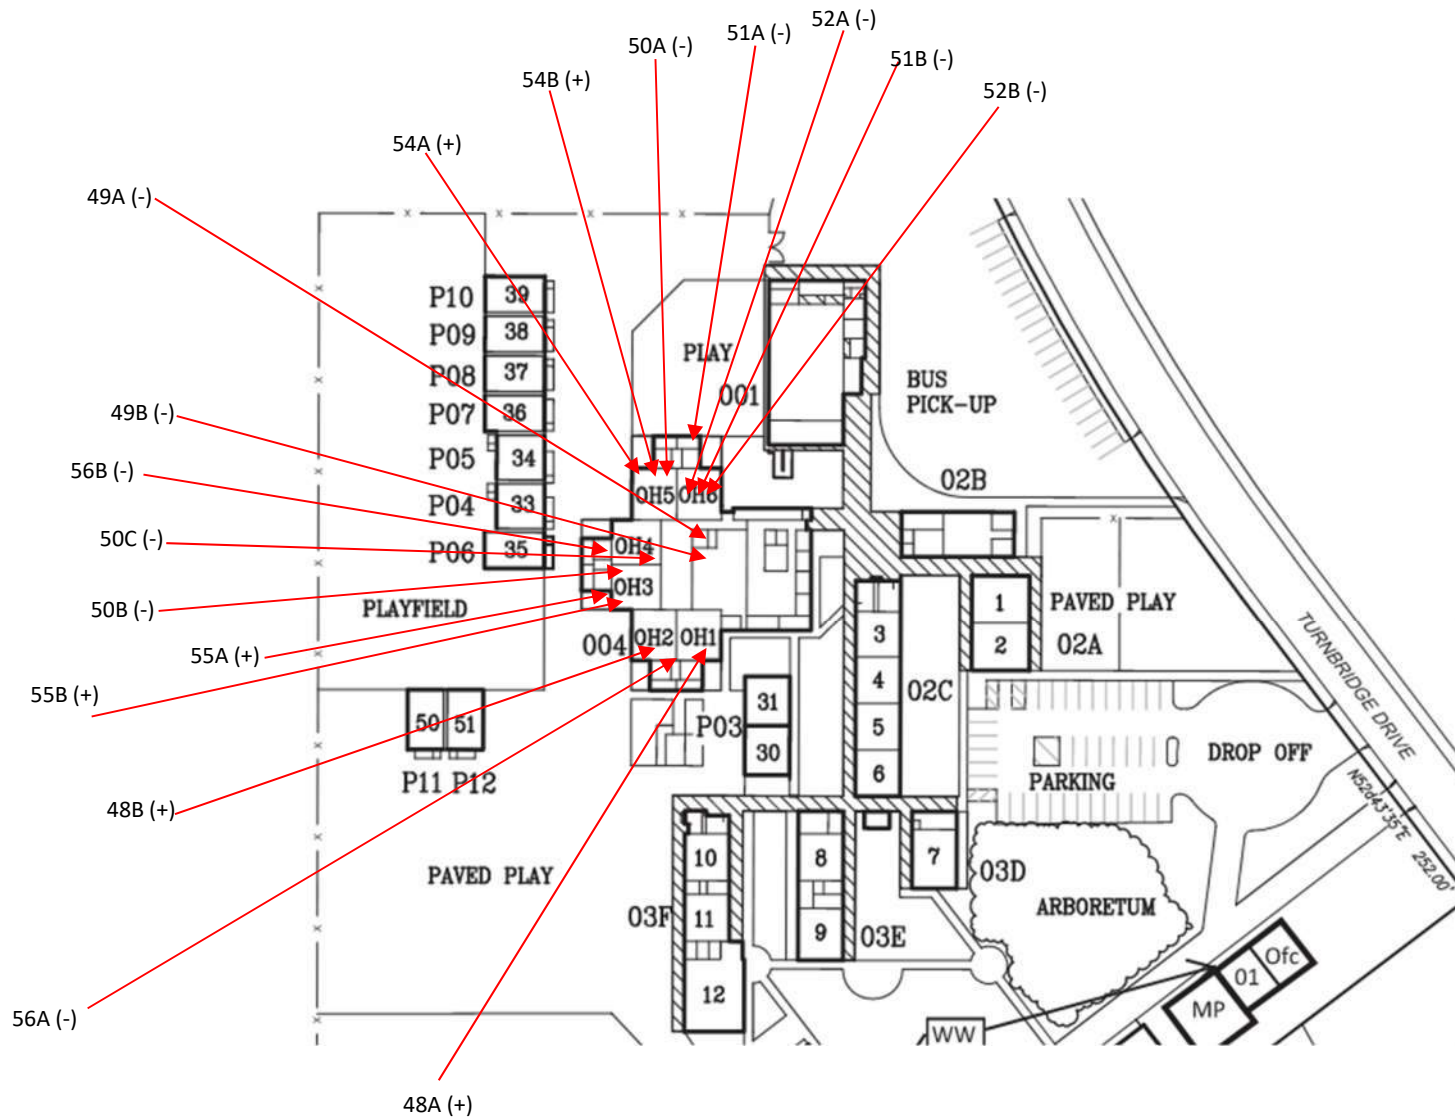 52A (-)
51A (-)
50A (-)
51B (-)
54B (+)
52B (-)
54A (+)
49A (-)
P10
39
P09
38
P08
37
P07
36
P05
34
P04
33
P06
35
PLAY
001
BUS
PICK-UP
49B (-)
56B (-)
50C (-)
50B (-)
55A (+)
55B (+)
48B (+)
56A (-)
48A (+)
OH5
OH6
OH4
OH3
OH2
OH1
004
02B
PLAYFIELD
1
2
PAVED PLAY
02A
3
4
5
6
02C
TURNBRIDGE DRIVE
31
30
P03
50
51
P11
P12
DROP OFF
PARKING
N52d43'35"E
252.00'
PAVED PLAY
10
11
12
03F
8
9
03E
7
03D
ARBORETUM
Ofc
01
MP
WW